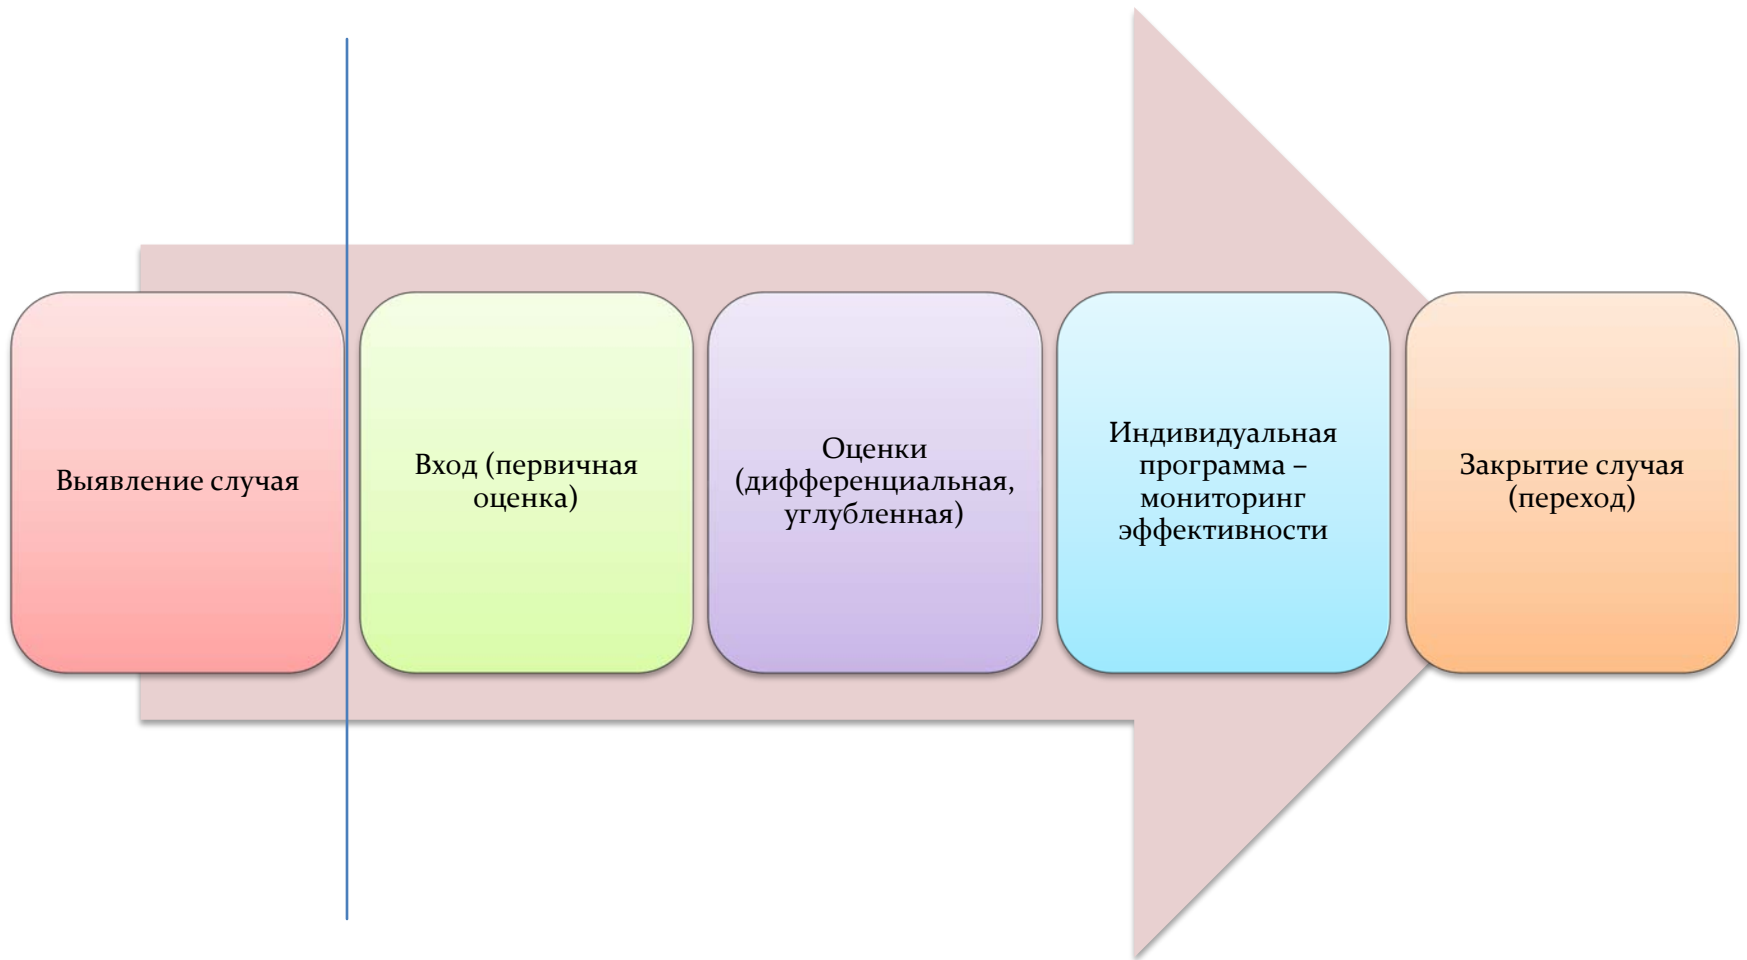 Выявление случая
Вход (первичная
оценка)
Оценки
(дифференциальная,
углубленная)
Индивидуальная
программа –
мониторинг
эффективности
Закрытие случая
(переход)